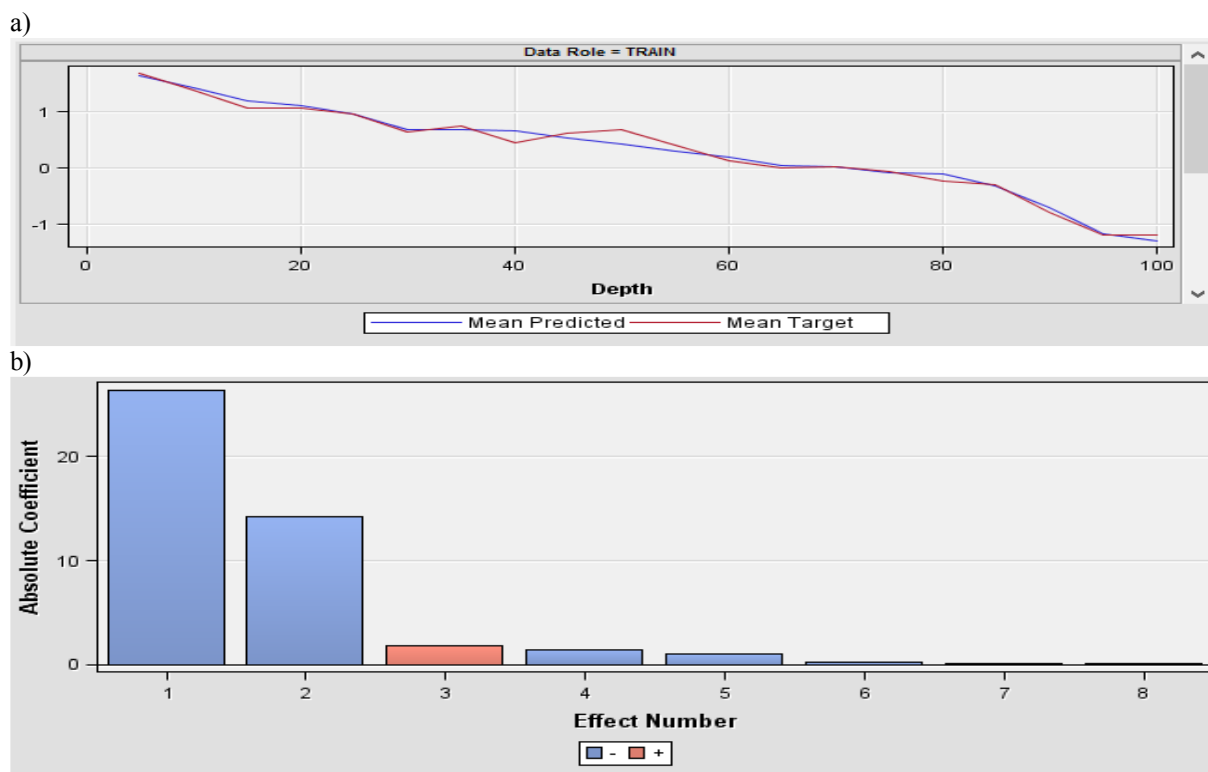 a)
Data Role = TRAIN
1
0
-1
0 20 40 60 80 100
Depth
Mean Predicted Mean Target
b)
Absolute Coefficient
20
10
0
1 2 3 4 5 6 7 8
Effect Number
- +